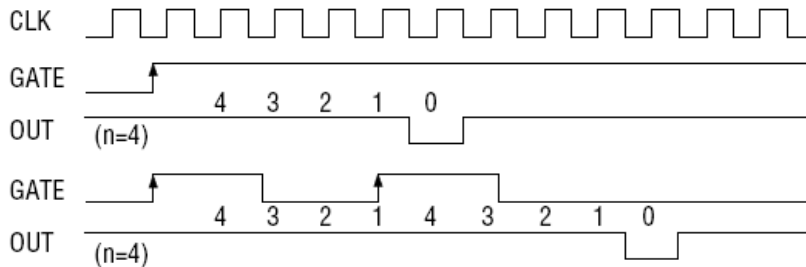 CLK
GATE
4 3 2 1 0
OUT (n=4)
GATE
4 3 2 1 4 3 2 1 0
OUT (n=4)